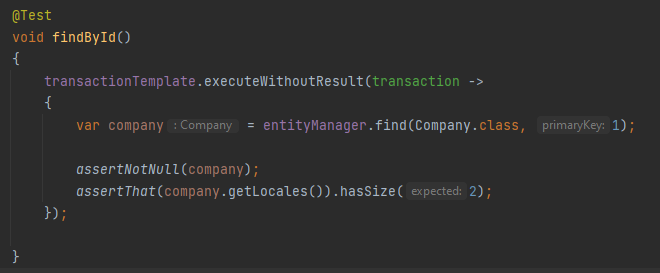 @Test
void findById()
{
transactionTemplate.executeWithoutResult(transaction ->
{
var company : Company = entityManager.find(Company.class, primaryKey: 1);
assertNotNull(company);
assertThat(company.getLocales()).hasSize( expected: 2);
});
}